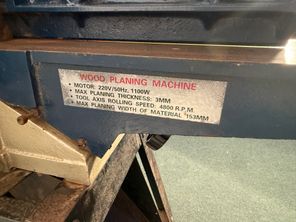 WOOD PLANING MACHINE
• MOTOR: 220V/50Hz, 1100W
• MAX PLANING THICKNESS: 3MM
• TOOL AXIS ROLLING SPEED: 4800 R.P.M.
• MAX PLANING WIDTH OF MATERIAL 153MM